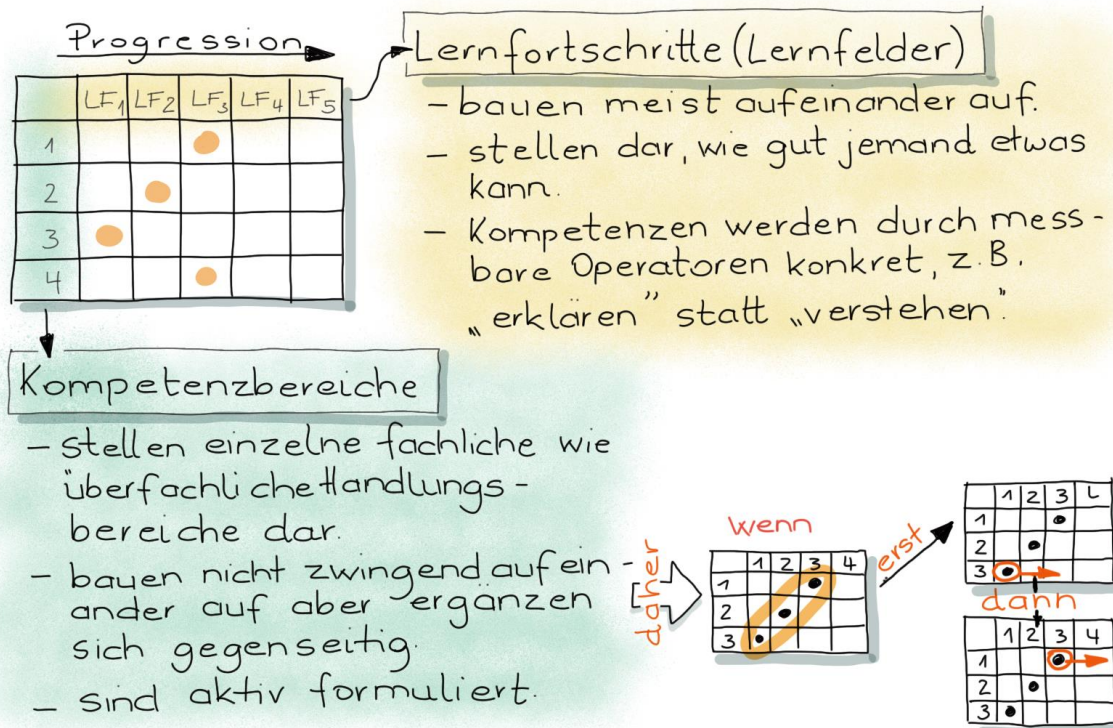 Progression
LF1 LF2 LF3 LF4 LF5
1
2
3
4
Lernfortschritte (Lernfelder)
– bauen meist aufeinander auf.
– stellen dar, wie gut jemand etwas
kann.
– Kompetenzen werden durch mess-
bare Operatoren konkret, z.B.
„erklären” statt „verstehen”.
Kompetenzbereiche
– stellen einzelne fachliche wie
überfachliche Handlungs-
bereiche dar.
– bauen nicht zwingend aufein-
ander auf aber ergänzen
sich gegenseitig.
– sind aktiv formuliert.
daher
wenn
1 2 3 4
1
2
3
erst
1 2 3 L
1
2
3
dann
1 2 3 4
1
2
3